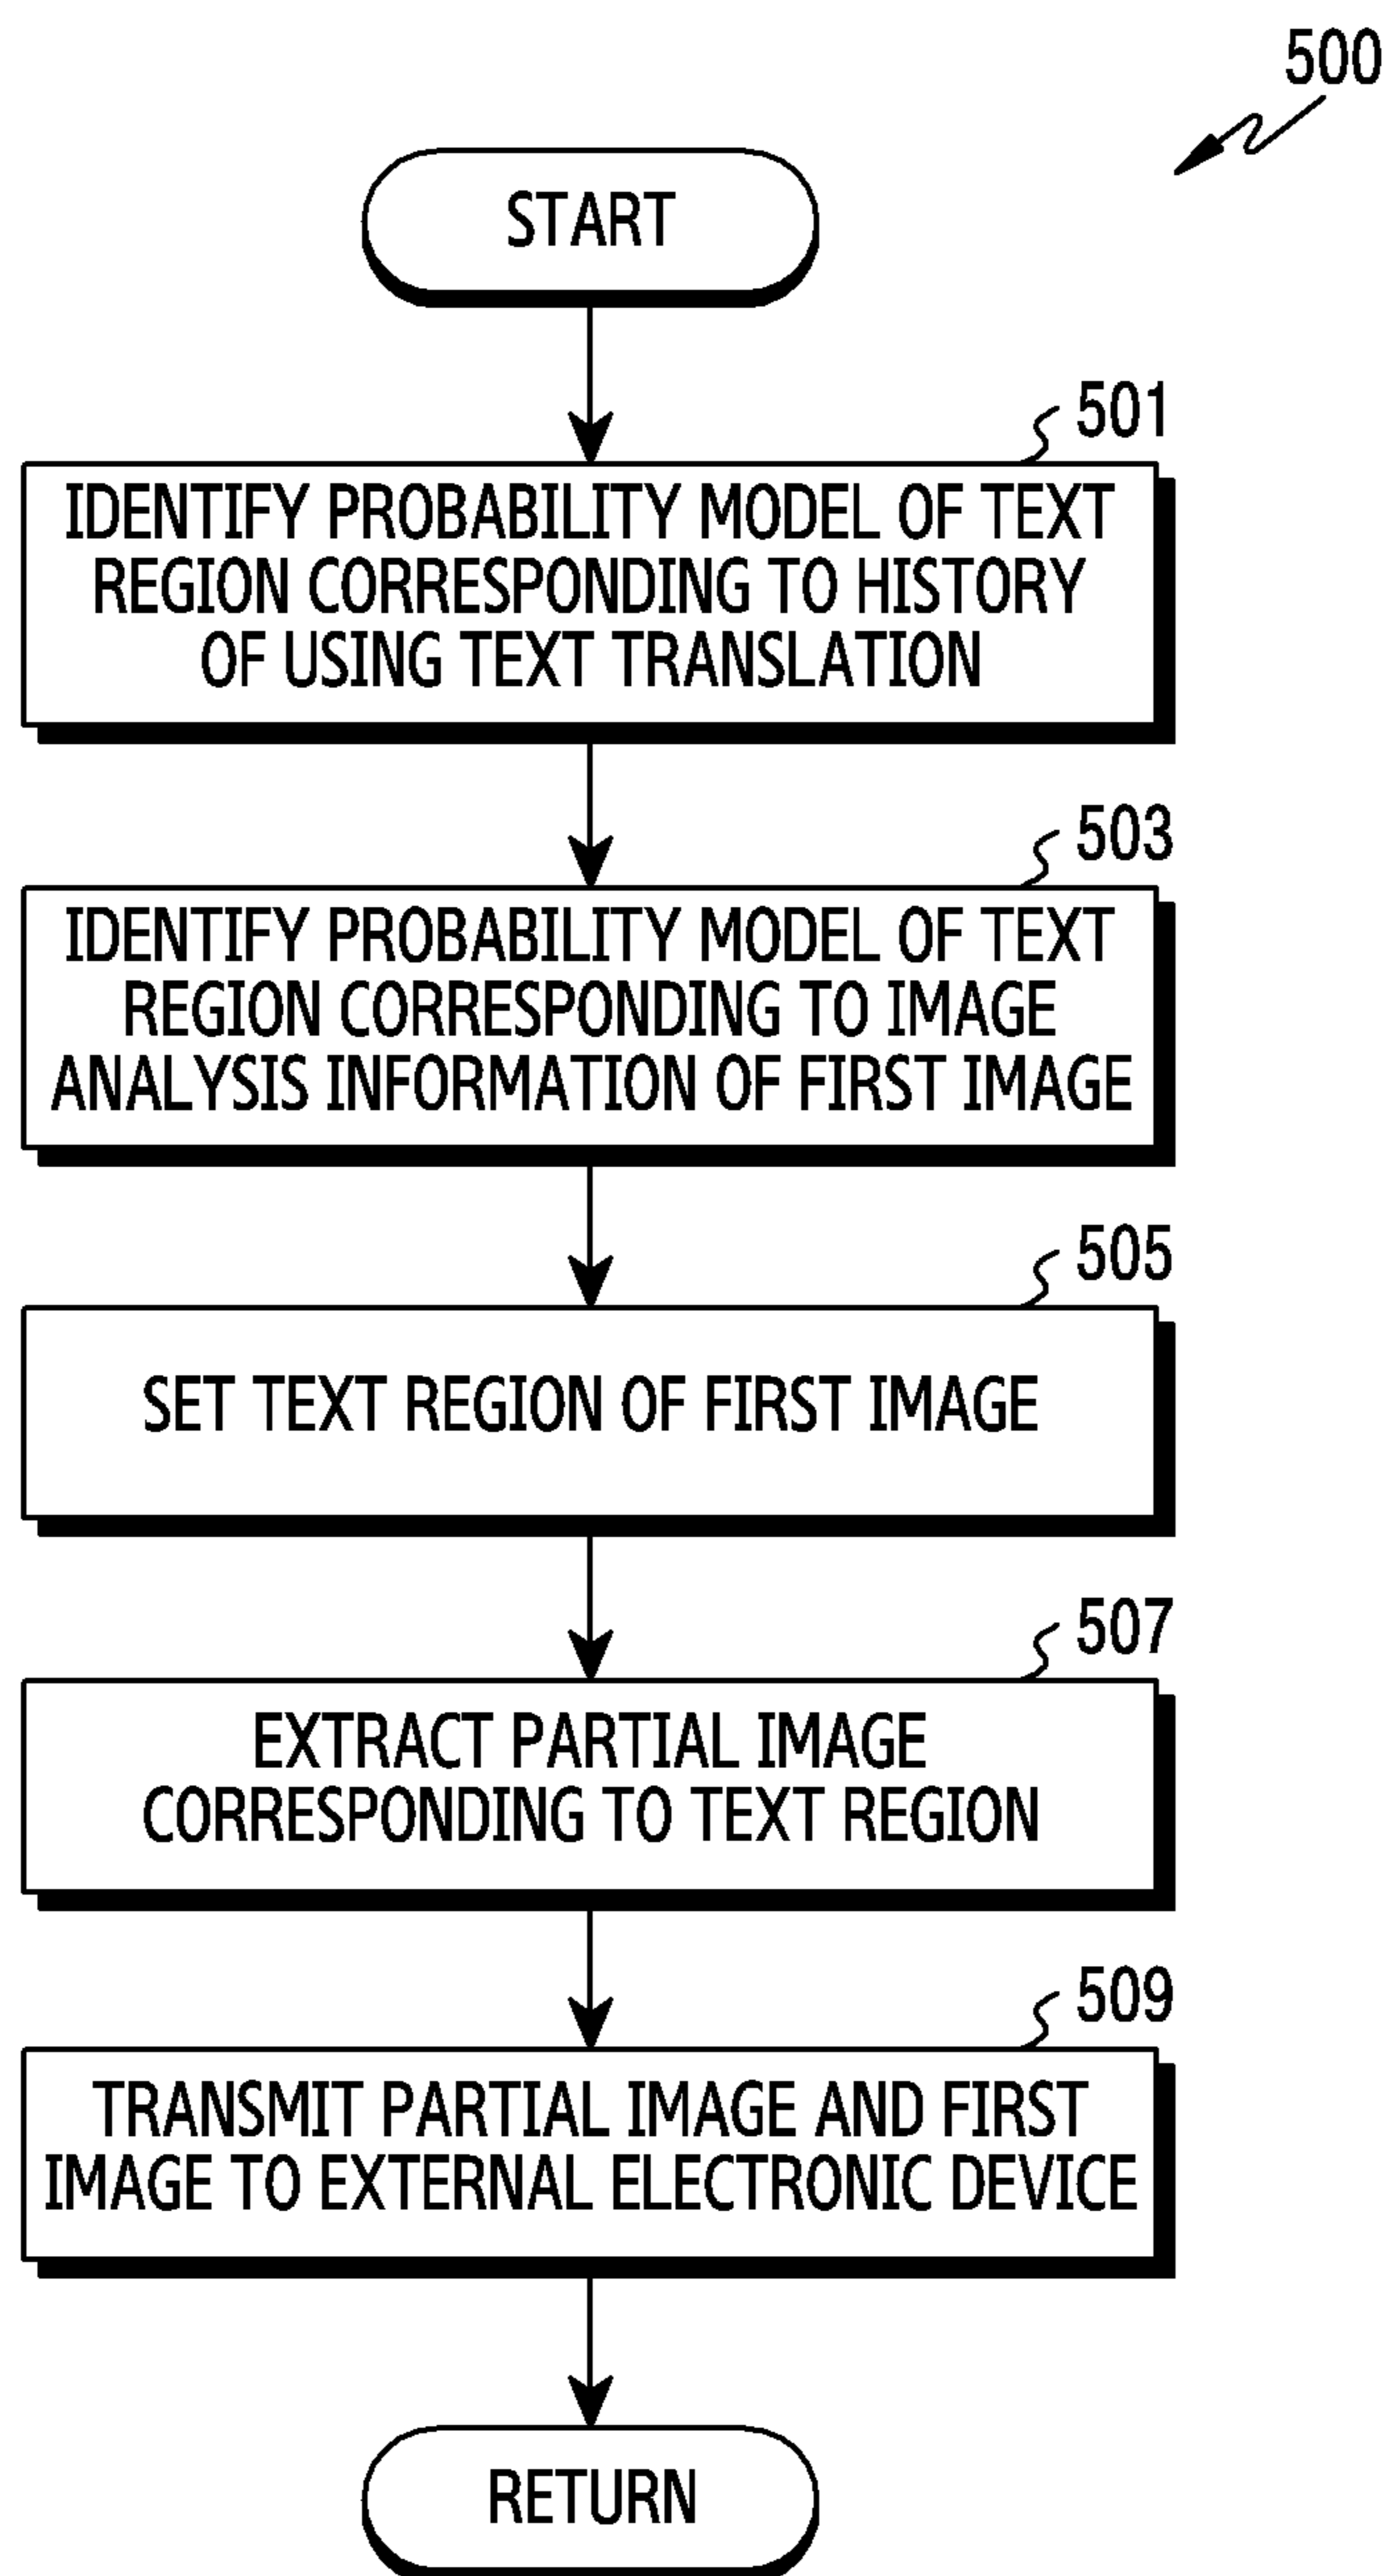 500
START
501
IDENTIFY PROBABILITY MODEL OF TEXT
REGION CORRESPONDING TO HISTORY
OF USING TEXT TRANSLATION
503
IDENTIFY PROBABILITY MODEL OF TEXT
REGION CORRESPONDING TO IMAGE
ANALYSIS INFORMATION OF FIRST IMAGE
505
SET TEXT REGION OF FIRST IMAGE
507
EXTRACT PARTIAL IMAGE
CORRESPONDING TO TEXT REGION
509
TRANSMIT PARTIAL IMAGE AND FIRST
IMAGE TO EXTERNAL ELECTRONIC DEVICE
RETURN